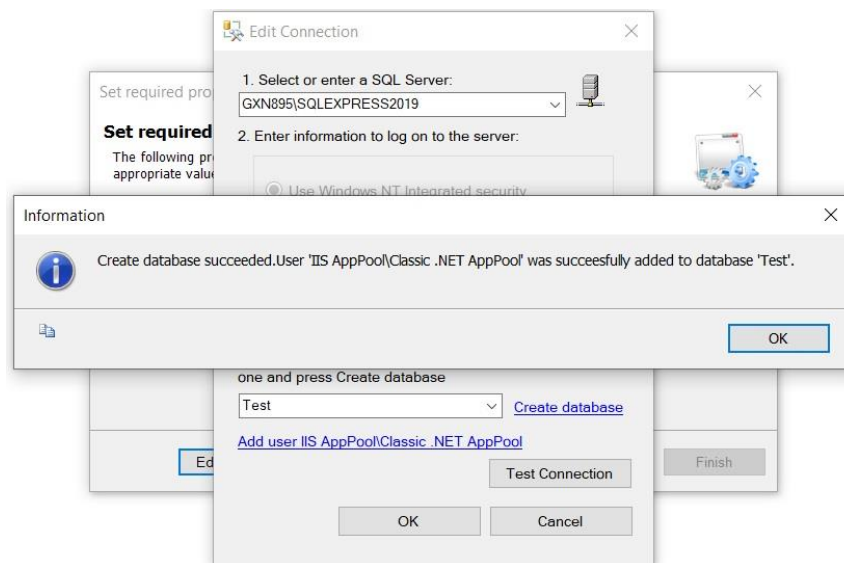 Edit Connection
1. Select or enter a SQL Server:
GXN895\SQLEXPRESS2019
2. Enter information to log on to the server:
Use Windows NT Integrated security
Set required pro
Set required
The following pr
appropriate value
Information
Create database succeeded.User 'IIS AppPool\Classic .NET AppPool' was succeesfully added to database 'Test'.
OK
one and press Create database
Test
Create database
Add user IIS AppPool\Classic .NET AppPool
Test Connection
OK
Cancel
Ed
Finish